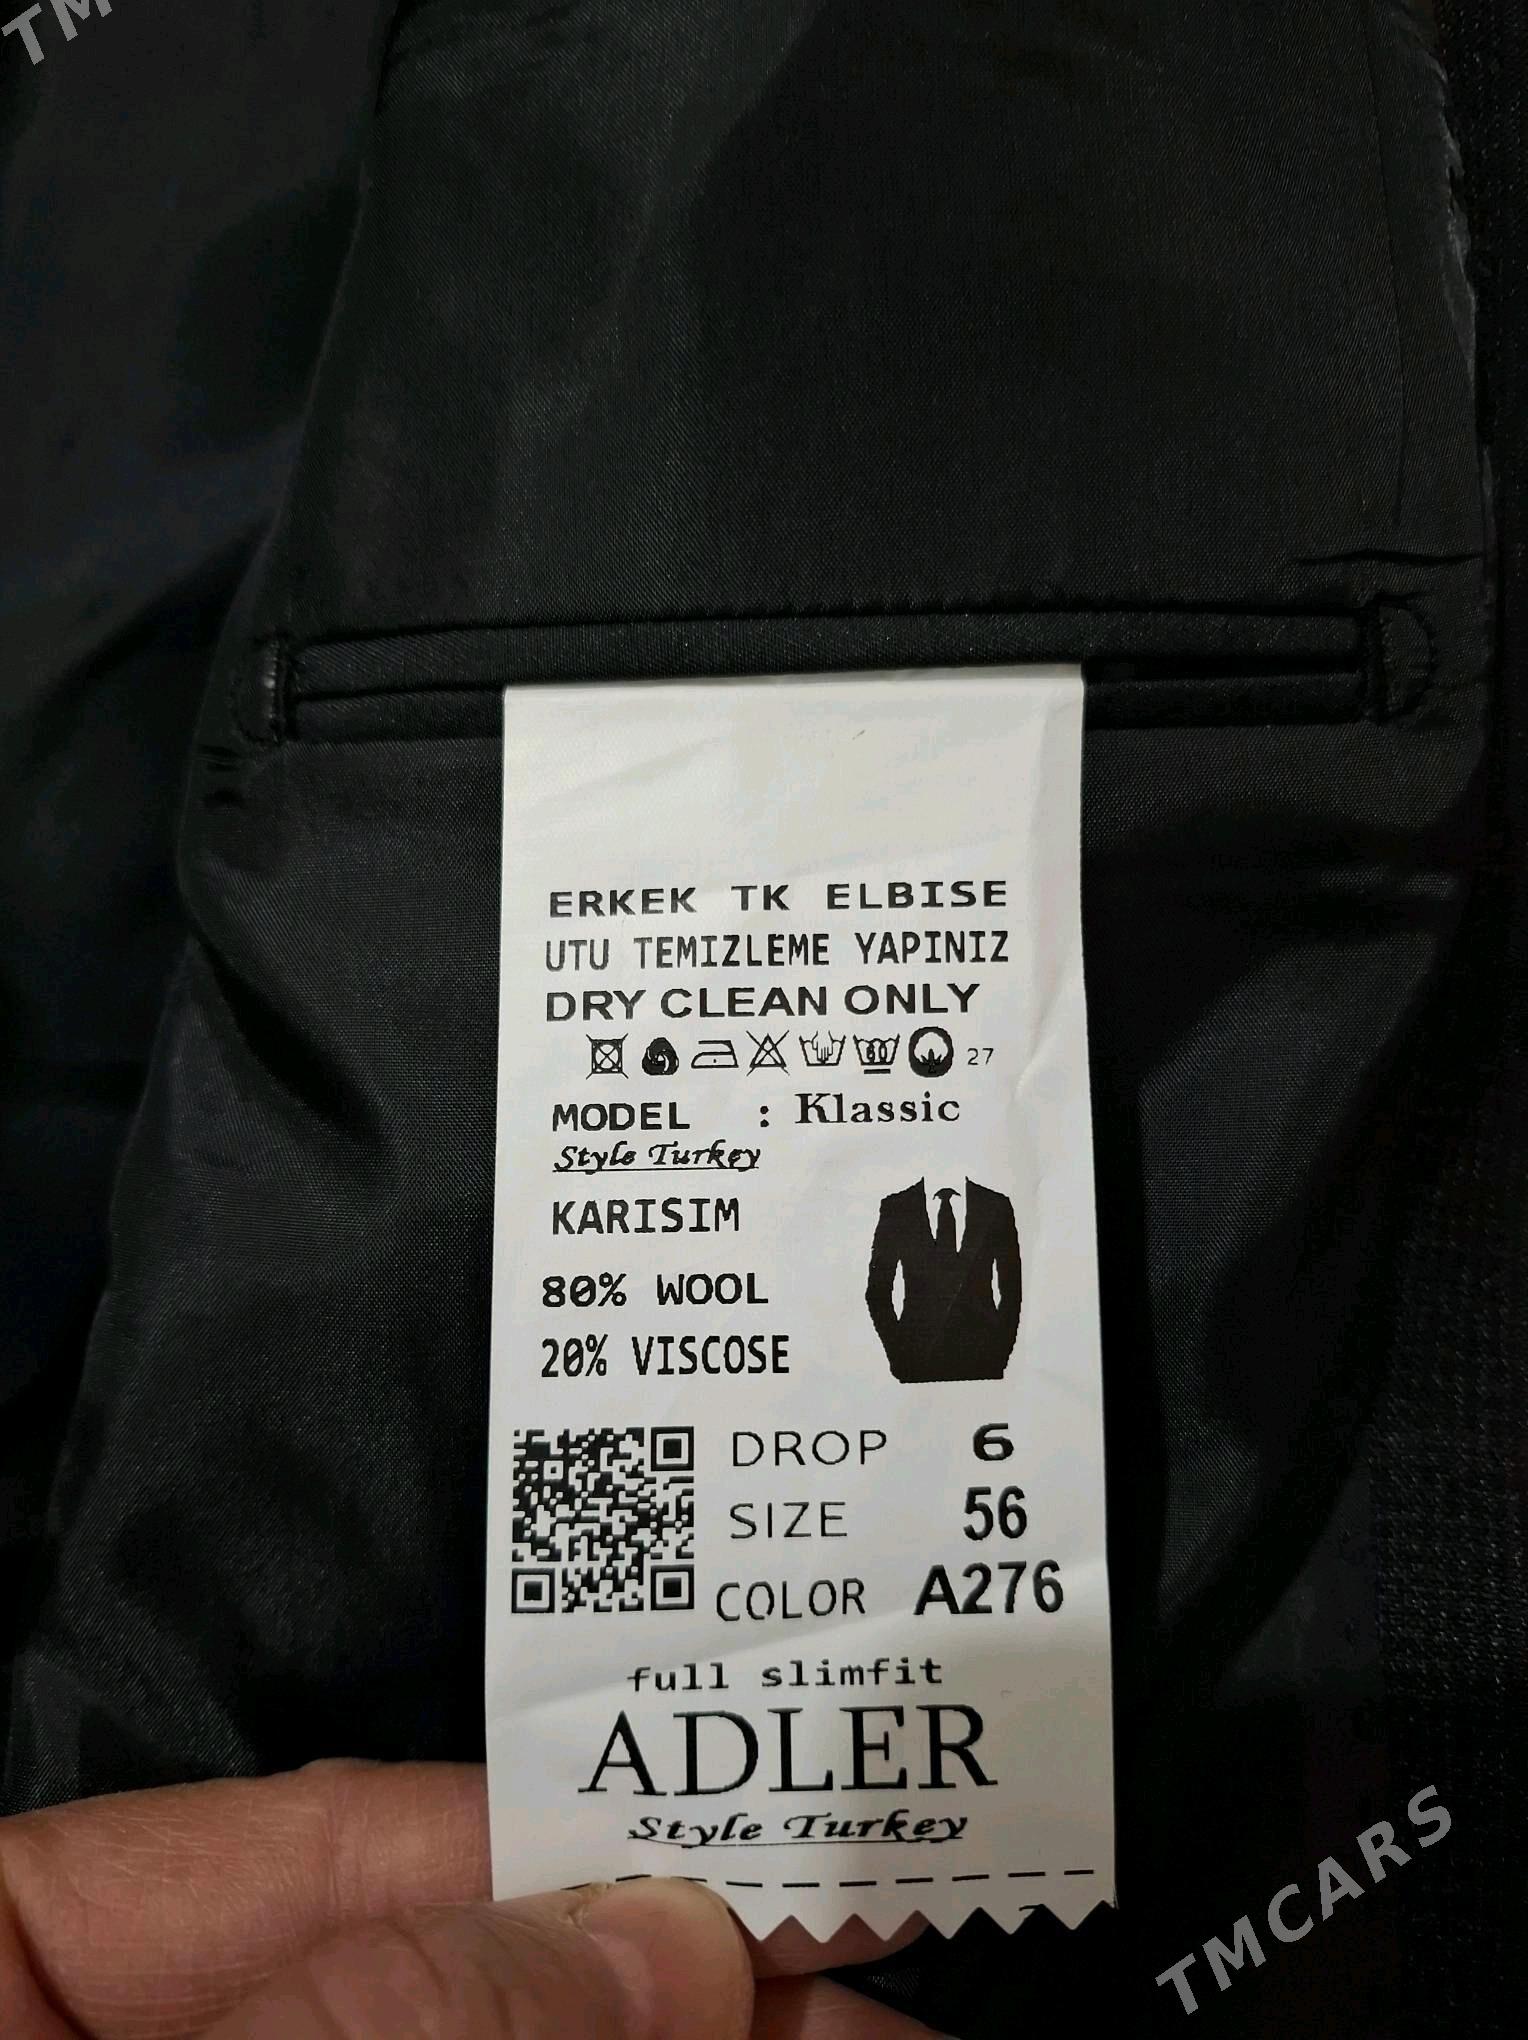 TM
ERKEK TK ELBISE
UTU TEMIZLEME YAPINIZ
DRY CLEAN ONLY
27
MODEL : Klassic
Style Turkey
KARISIM
80% WOOL
20% VISCOSE
DROP 6
SIZE 56
COLOR A276
full slimfit
ADLER
Style Turkey
TMCARS